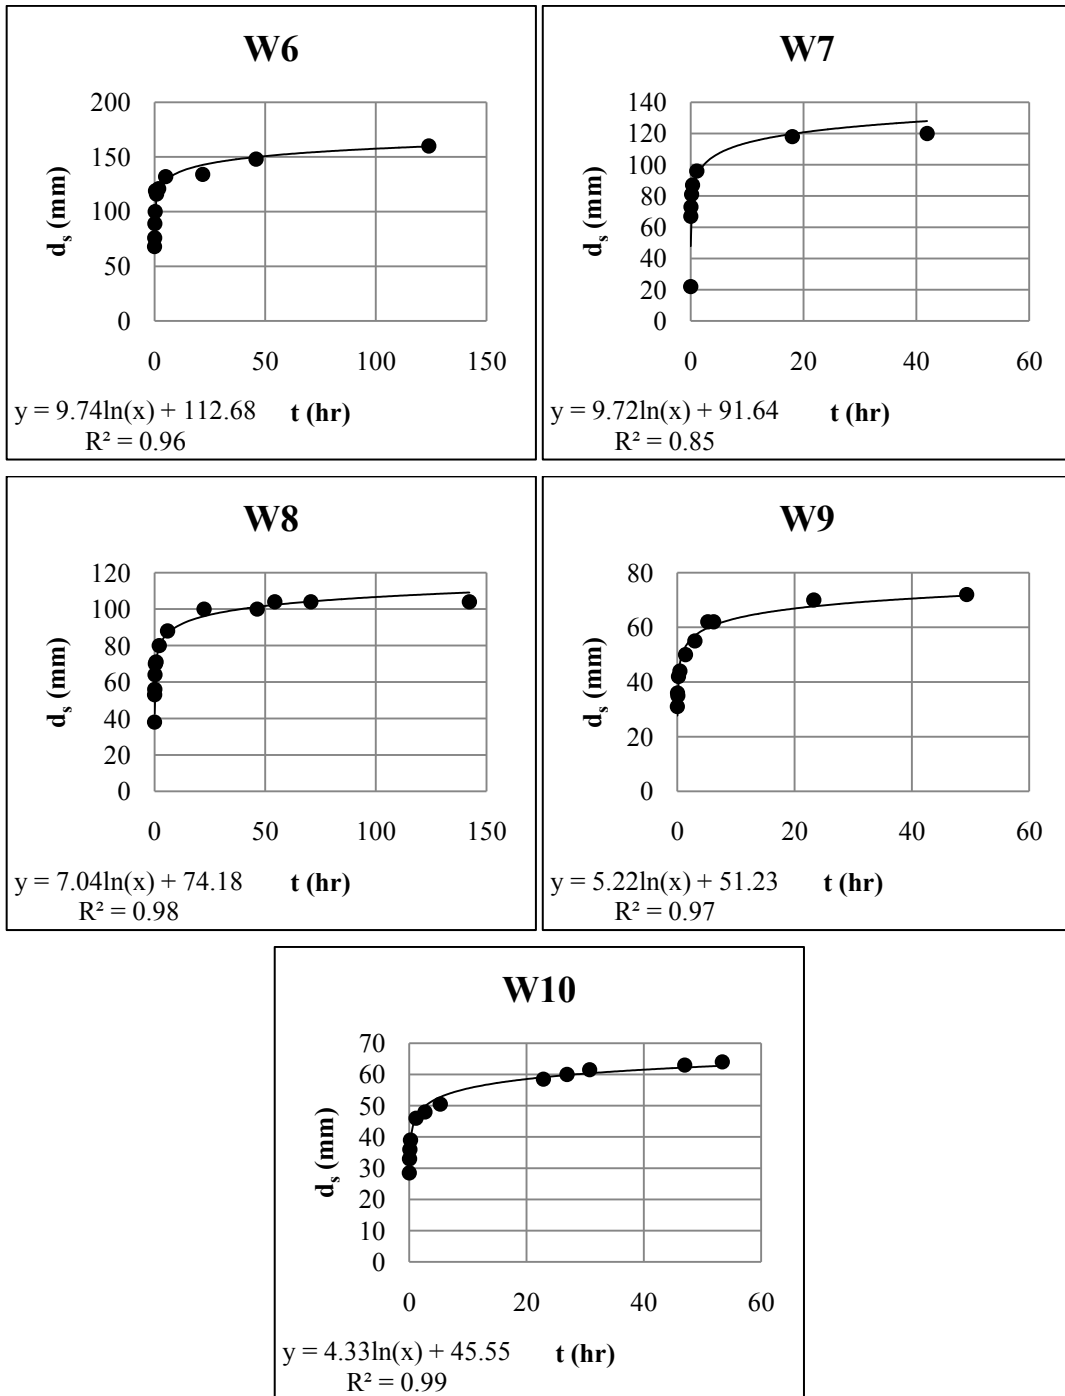 W6
200
150
100
50
0
d_s (mm)
0 50 100 150
y = 9.74ln(x) + 112.68 t (hr)
R² = 0.96
W7
140
120
100
80
60
40
20
0
d_s (mm)
0 20 40 60
y = 9.72ln(x) + 91.64 t (hr)
R² = 0.85
W8
120
100
80
60
40
20
0
d_s (mm)
0 50 100 150
y = 7.04ln(x) + 74.18 t (hr)
R² = 0.98
W9
80
60
40
20
0
d_s (mm)
0 20 40 60
y = 5.22ln(x) + 51.23 t (hr)
R² = 0.97
W10
70
60
50
40
30
20
10
0
d_s (mm)
0 20 40 60
y = 4.33ln(x) + 45.55 t (hr)
R² = 0.99